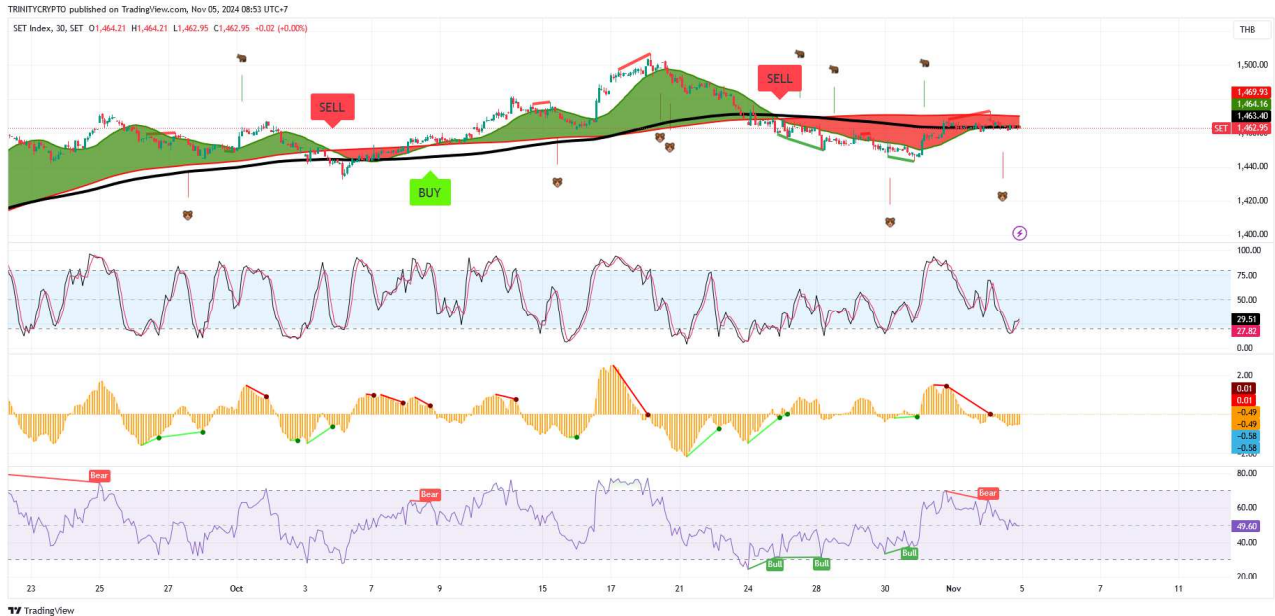 TRINITYCRYPTO published on TradingView.com, Nov 05, 2024 08:53 UTC+7
SET Index, 30, SET O1,464.21 H1,464.21 L1,462.95 C1,462.95 +0.02 (+0.00%)
THB
1,500.00
1,469.93
1,464.16
1,463.40
SET 1,462.95
1,440.00
1,420.00
1,400.00
SELL
BUY
SELL
100.00
75.00
50.00
29.51
27.82
0.00
2.00
0.01
0.01
−0.49
−0.49
−0.58
−0.58
80.00
60.00
49.60
40.00
20.00
Bear
Bear
Bear
Bull
Bull
Bull
23 25 27 Oct 3 7 9 15 17 21 24 28 30 Nov 5 7 11
TradingView